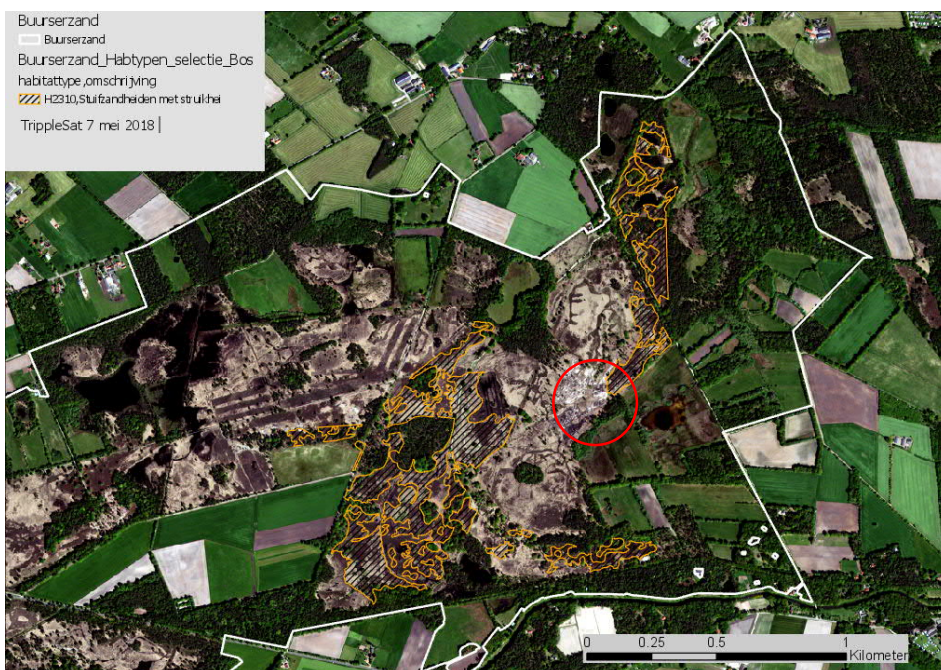 Buurserzand
Buurserzand
Buurserzand_Habtypen_selectie_Bos
habitattype,omschrijving
H2310,Stuifzandheiden met struikhei
TrippleSat 7 mei 2018
0 0.25 0.5 1
Kilometer